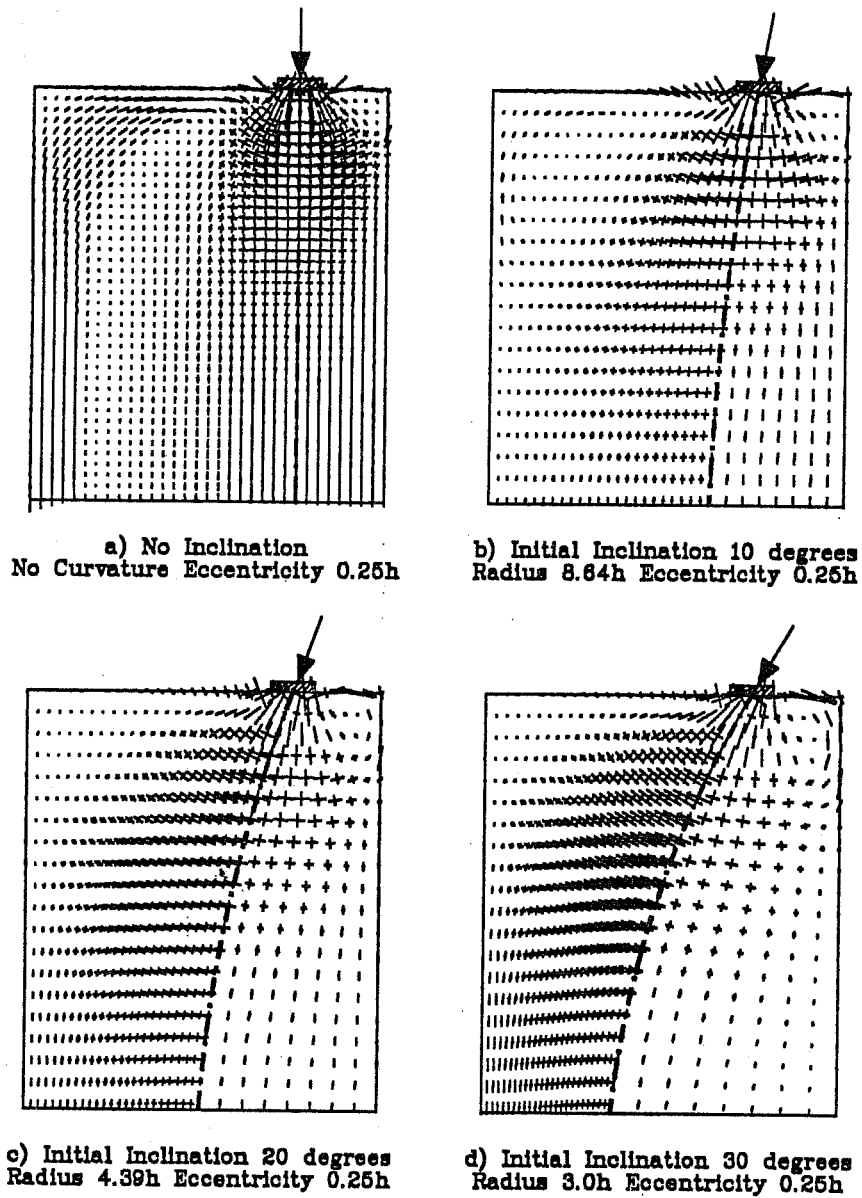 a) No Inclination
No Curvature Eccentricity 0.25h
b) Initial Inclination 10 degrees
Radius 8.64h Eccentricity 0.25h
c) Initial Inclination 20 degrees
Radius 4.39h Eccentricity 0.25h
d) Initial Inclination 30 degrees
Radius 3.0h Eccentricity 0.25h